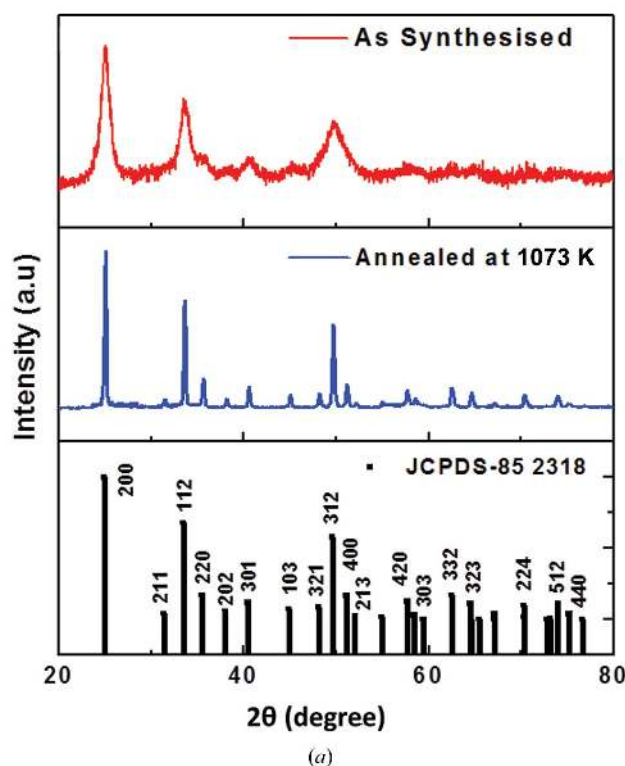 As Synthesised
Annealed at 1073 K
Intensity (a.u)
JCPDS-85 2318
200
211
112
220
202
301
103
321
312
400
213
420
303
332
323
224
512
440
20 40 60 80
2θ (degree)
(a)